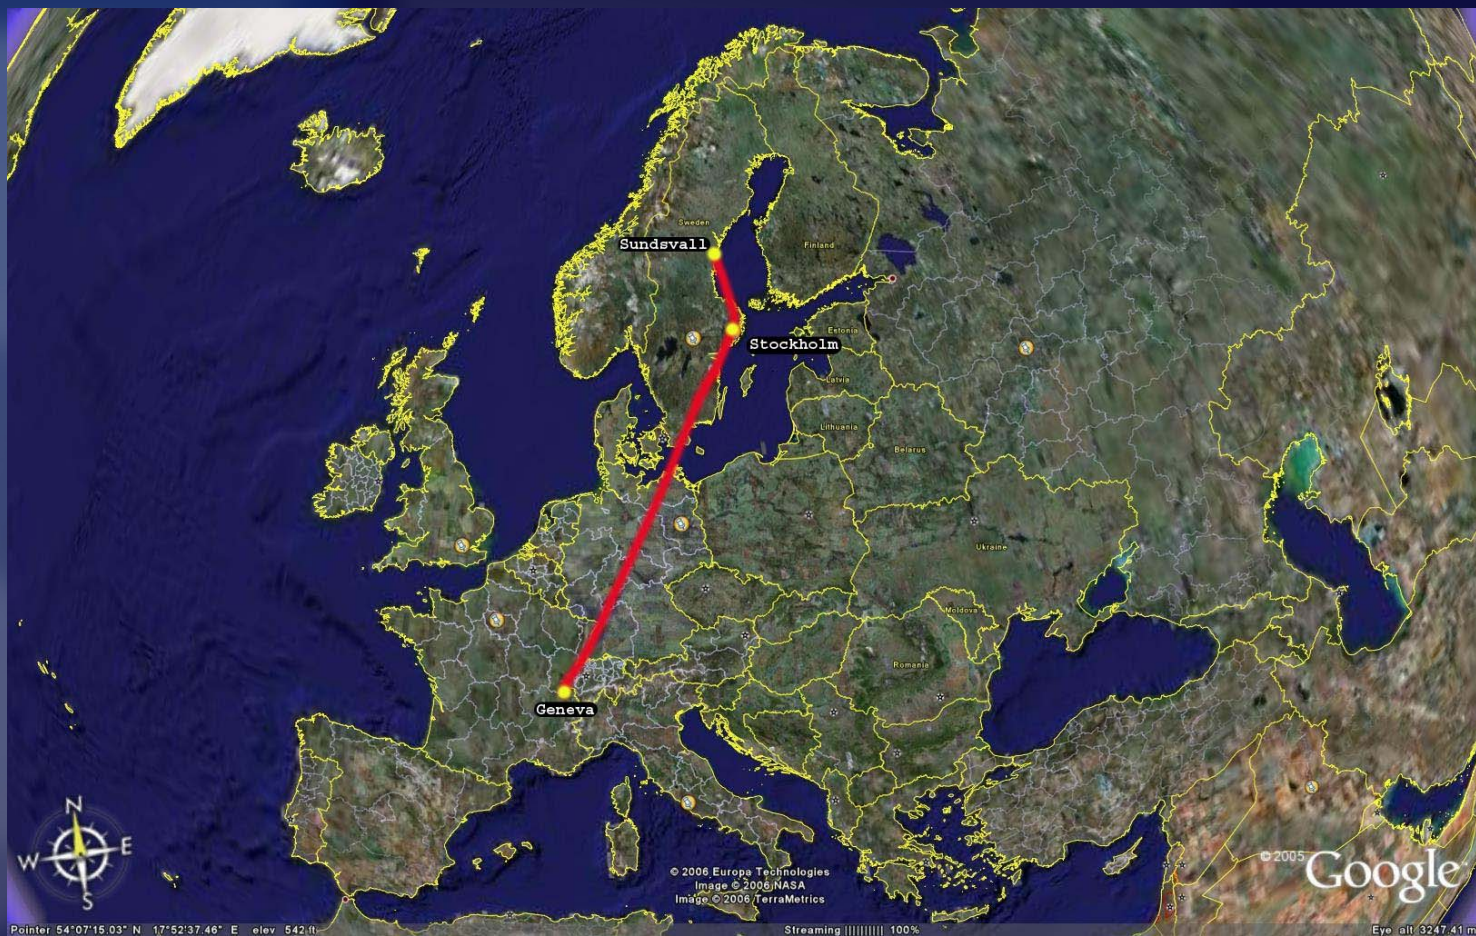 Sweden
Sundsvall
Finland
Stockholm
Estonia
Latvia
Lithuania
Belarus
Ukraine
Moldova
Romania
Geneva
N
W E
S
© 2006 Europa Technologies
Image © 2006 NASA
Image © 2006 TerraMetrics
© 2005 Google
Pointer 54°07'15.03" N 17°52'37.46" E elev 542 ft
Streaming |||||||||| 100%
Eye alt 3247.41 m